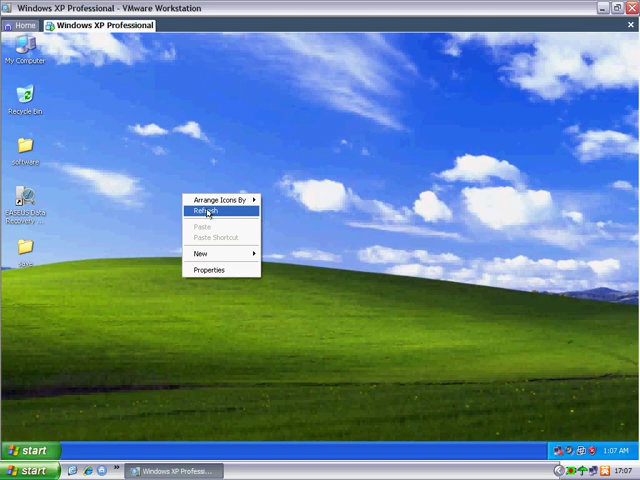 Windows XP Professional - VMware Workstation
Home
Windows XP Professional
My Computer
Recycle Bin
software
EASEUS Data
Recovery ...
Arrange Icons By
Refresh
Paste
Paste Shortcut
New
Properties
start
1:07 AM
start
Windows XP Professi...
17:07